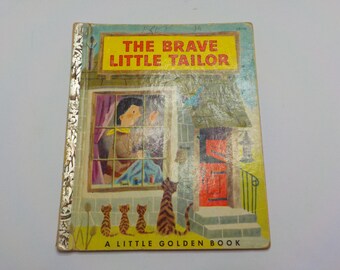 THE BRAVE
LITTLE TAILOR
A LITTLE GOLDEN BOOK